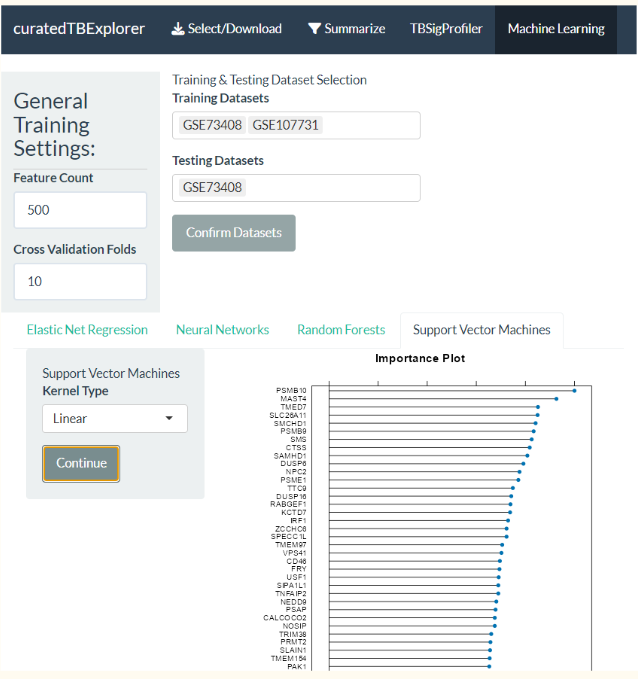 curatedTBExplorer Select/Download Summarize TBSigProfiler Machine Learning
General
Training
Settings:
Feature Count
500
Cross Validation Folds
10
Training & Testing Dataset Selection
Training Datasets
GSE73408 GSE107731
Testing Datasets
GSE73408
Confirm Datasets
Elastic Net Regression Neural Networks Random Forests Support Vector Machines
Support Vector Machines
Kernel Type
Linear
Continue
Importance Plot
PSMB10
MAST4
TMED7
SLC26A11
SMCHD1
PSMB9
SMS
CTSS
SAMHD1
DUSP6
NPC2
PSME1
TTC9
DUSP16
RABGEF1
KCTD7
IRF1
ZCCHC6
SPECC1L
TMEM97
VPS41
CD46
FRY
USF1
SIPA1L1
TNFAIP2
NEDD9
PSAP
CALCOCO2
NOSIP
TRIM38
PRMT2
SLAIN1
TMEM154
PAK1